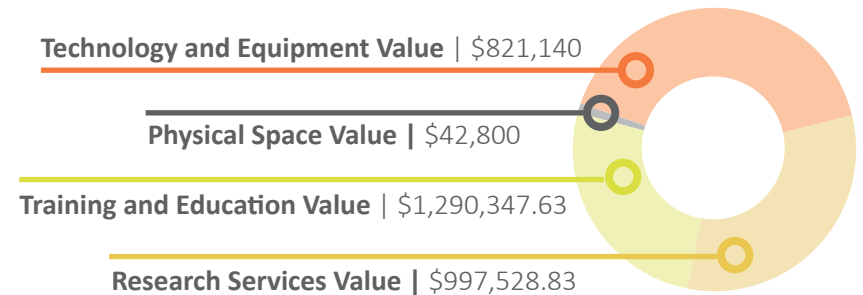 Technology and Equipment Value | $821,140
Physical Space Value | $42,800
Training and Education Value | $1,290,347.63
Research Services Value | $997,528.83